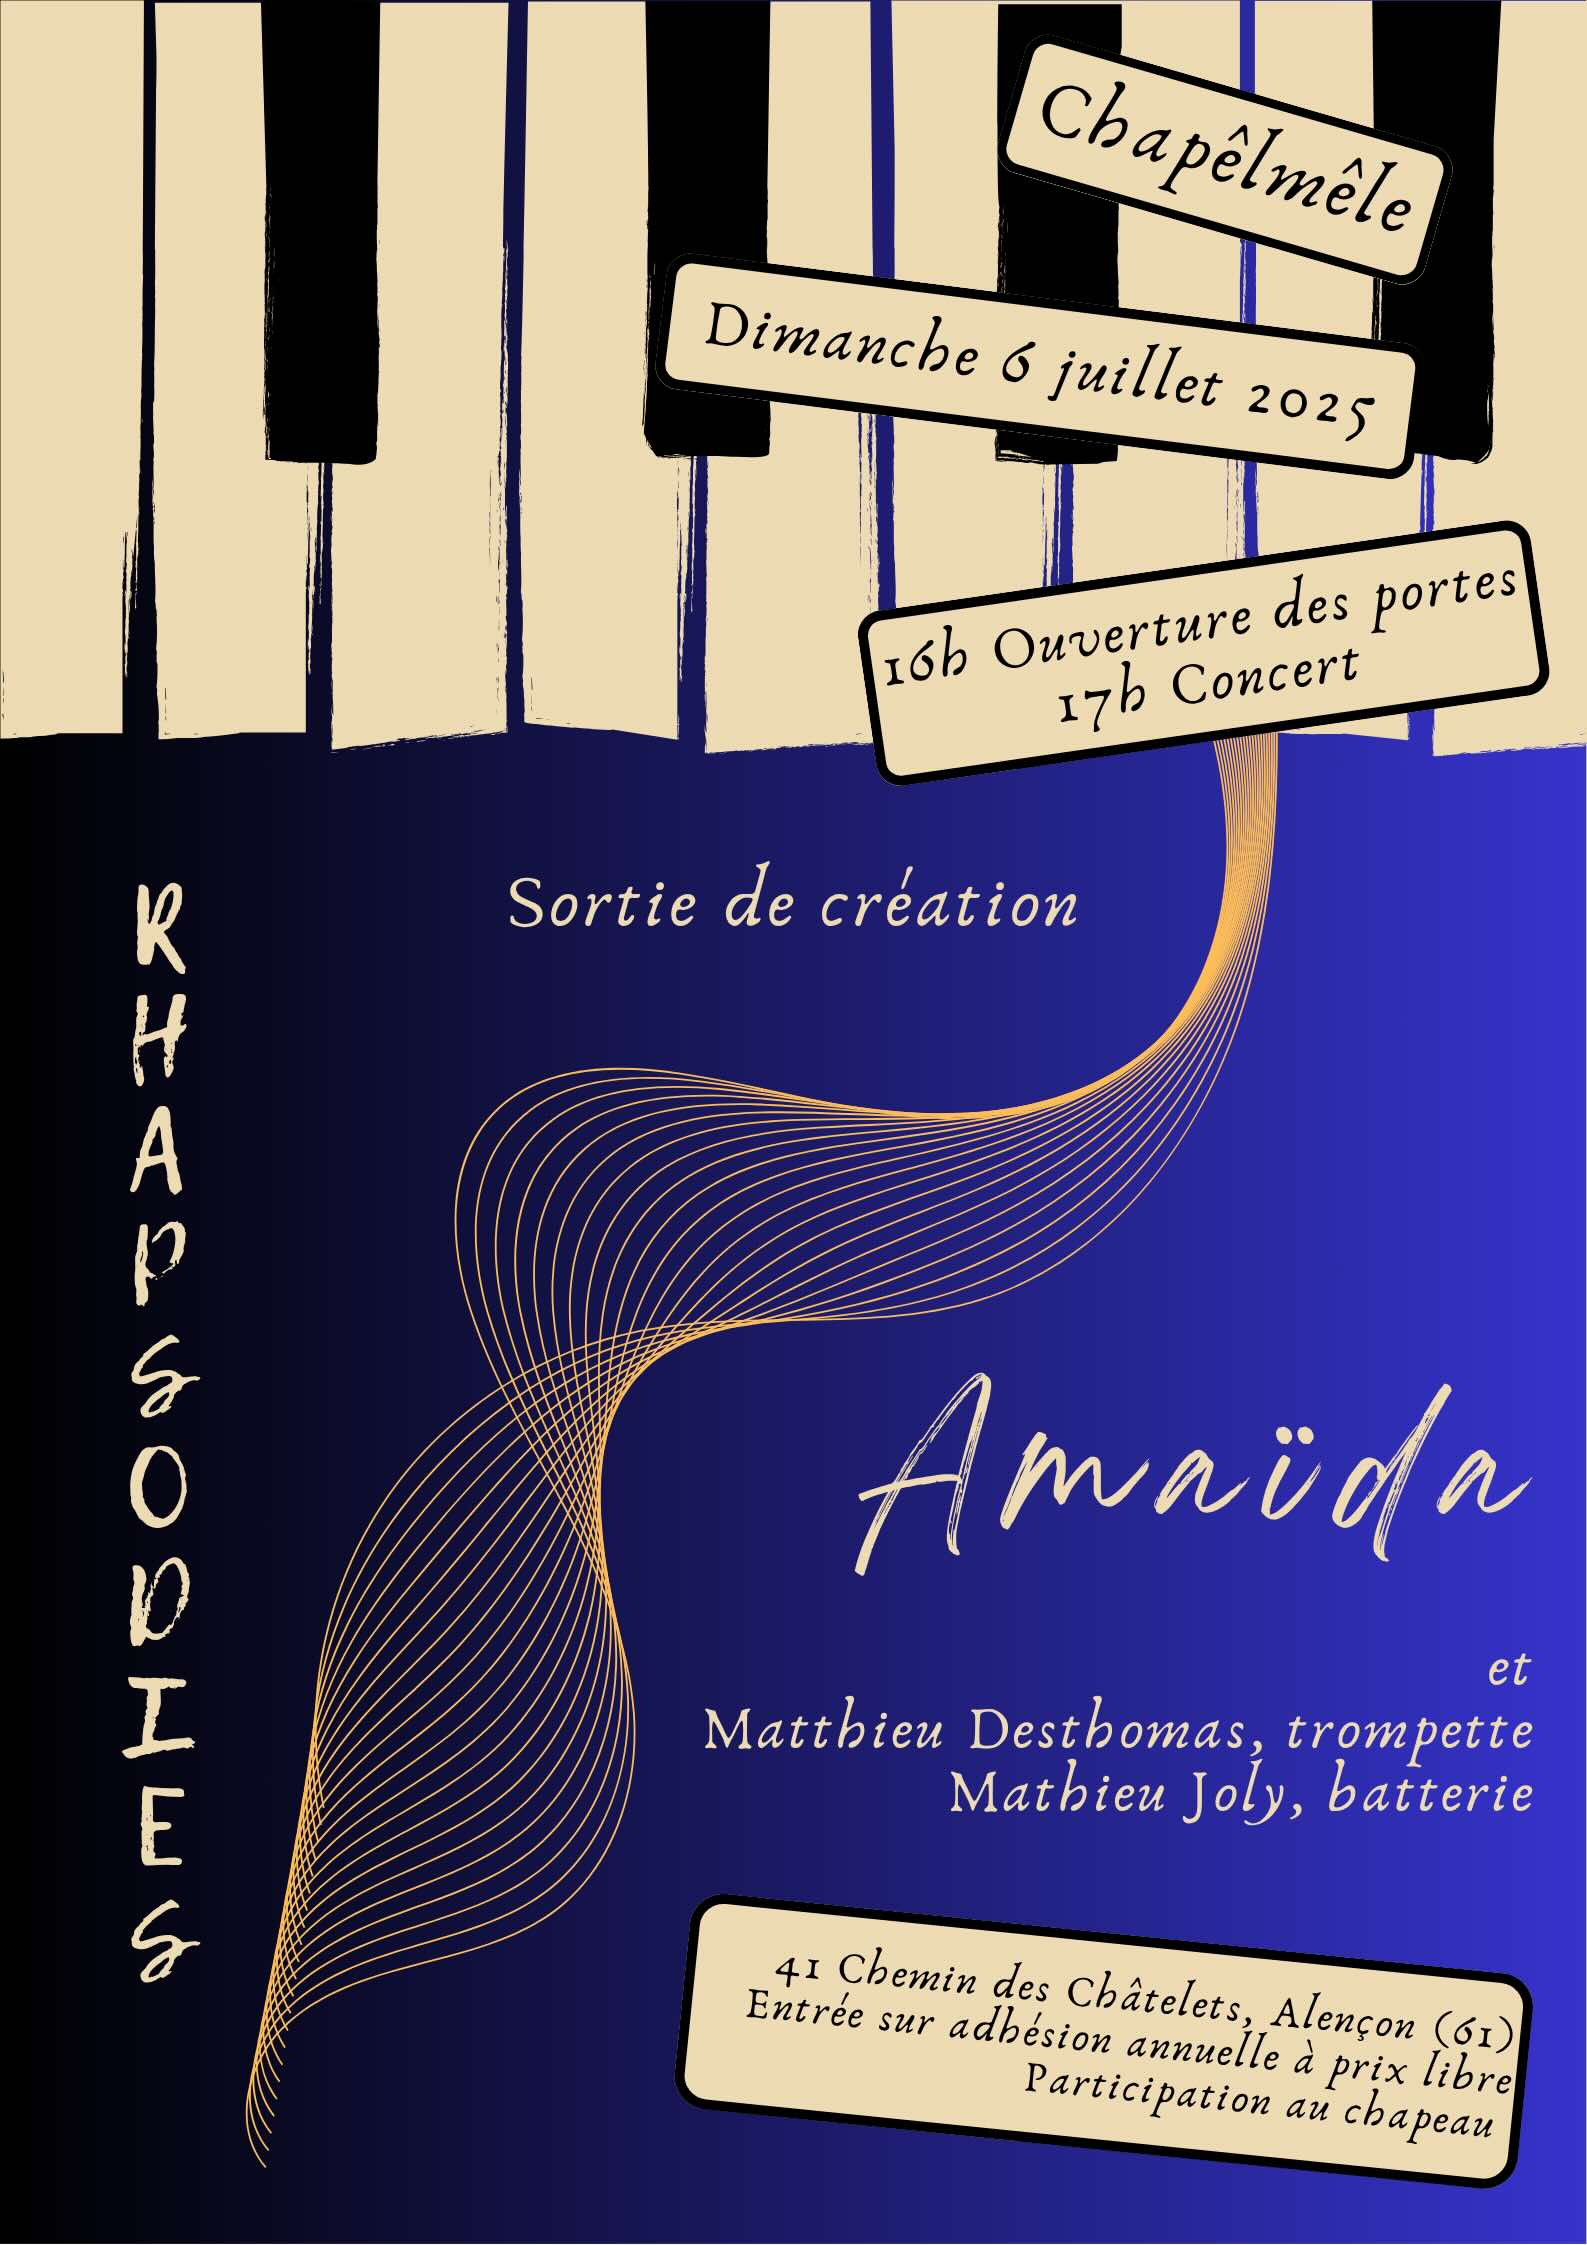 Chapêlmêle
Dimanche 6 juillet 2025
16h Ouverture des portes
17h Concert
Sortie de création
RHAPSODIES
Amaïda
et
Matthieu Desthomas, trompette
Mathieu Joly, batterie
41 Chemin des Châtelets, Alençon (61)
Entrée sur adhésion annuelle à prix libre
Participation au chapeau